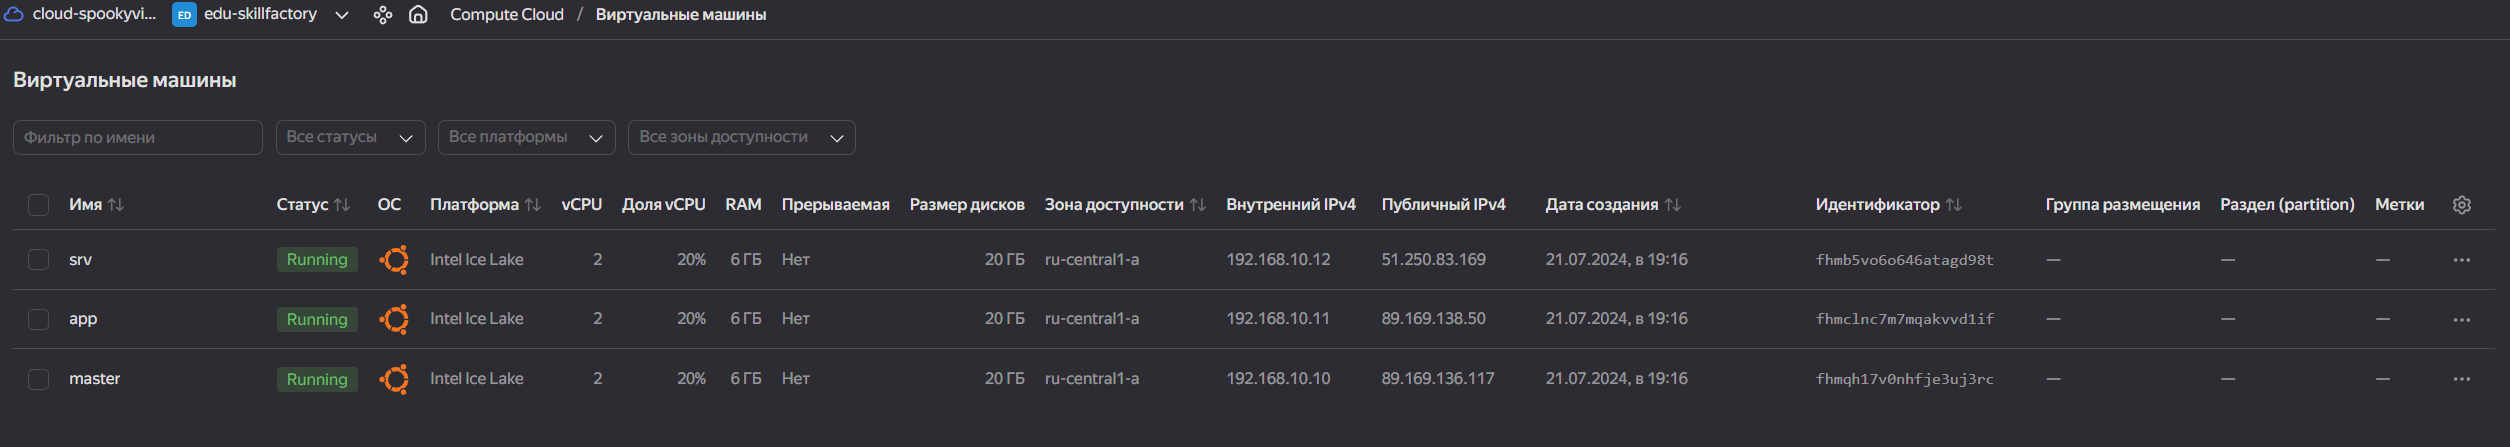 cloud-spookyvi... ED edu-skillfactory Compute Cloud / Виртуальные машины
Виртуальные машины
Фильтр по имени Все статусы Все платформы Все зоны доступности
Имя Статус ОС Платформа vCPU Доля vCPU RAM Прерываемая Размер дисков Зона доступности Внутренний IPv4 Публичный IPv4 Дата создания Идентификатор Группа размещения Раздел (partition) Метки
srv Running Intel Ice Lake 2 20% 6 ГБ Нет 20 ГБ ru-central1-a 192.168.10.12 51.250.83.169 21.07.2024, в 19:16 fhmb5vo6o646atagd98t — — —
app Running Intel Ice Lake 2 20% 6 ГБ Нет 20 ГБ ru-central1-a 192.168.10.11 89.169.138.50 21.07.2024, в 19:16 fhmclnc7m7mqakvvd1if — — —
master Running Intel Ice Lake 2 20% 6 ГБ Нет 20 ГБ ru-central1-a 192.168.10.10 89.169.136.117 21.07.2024, в 19:16 fhmqh17v0nhfje3uj3rc — — —